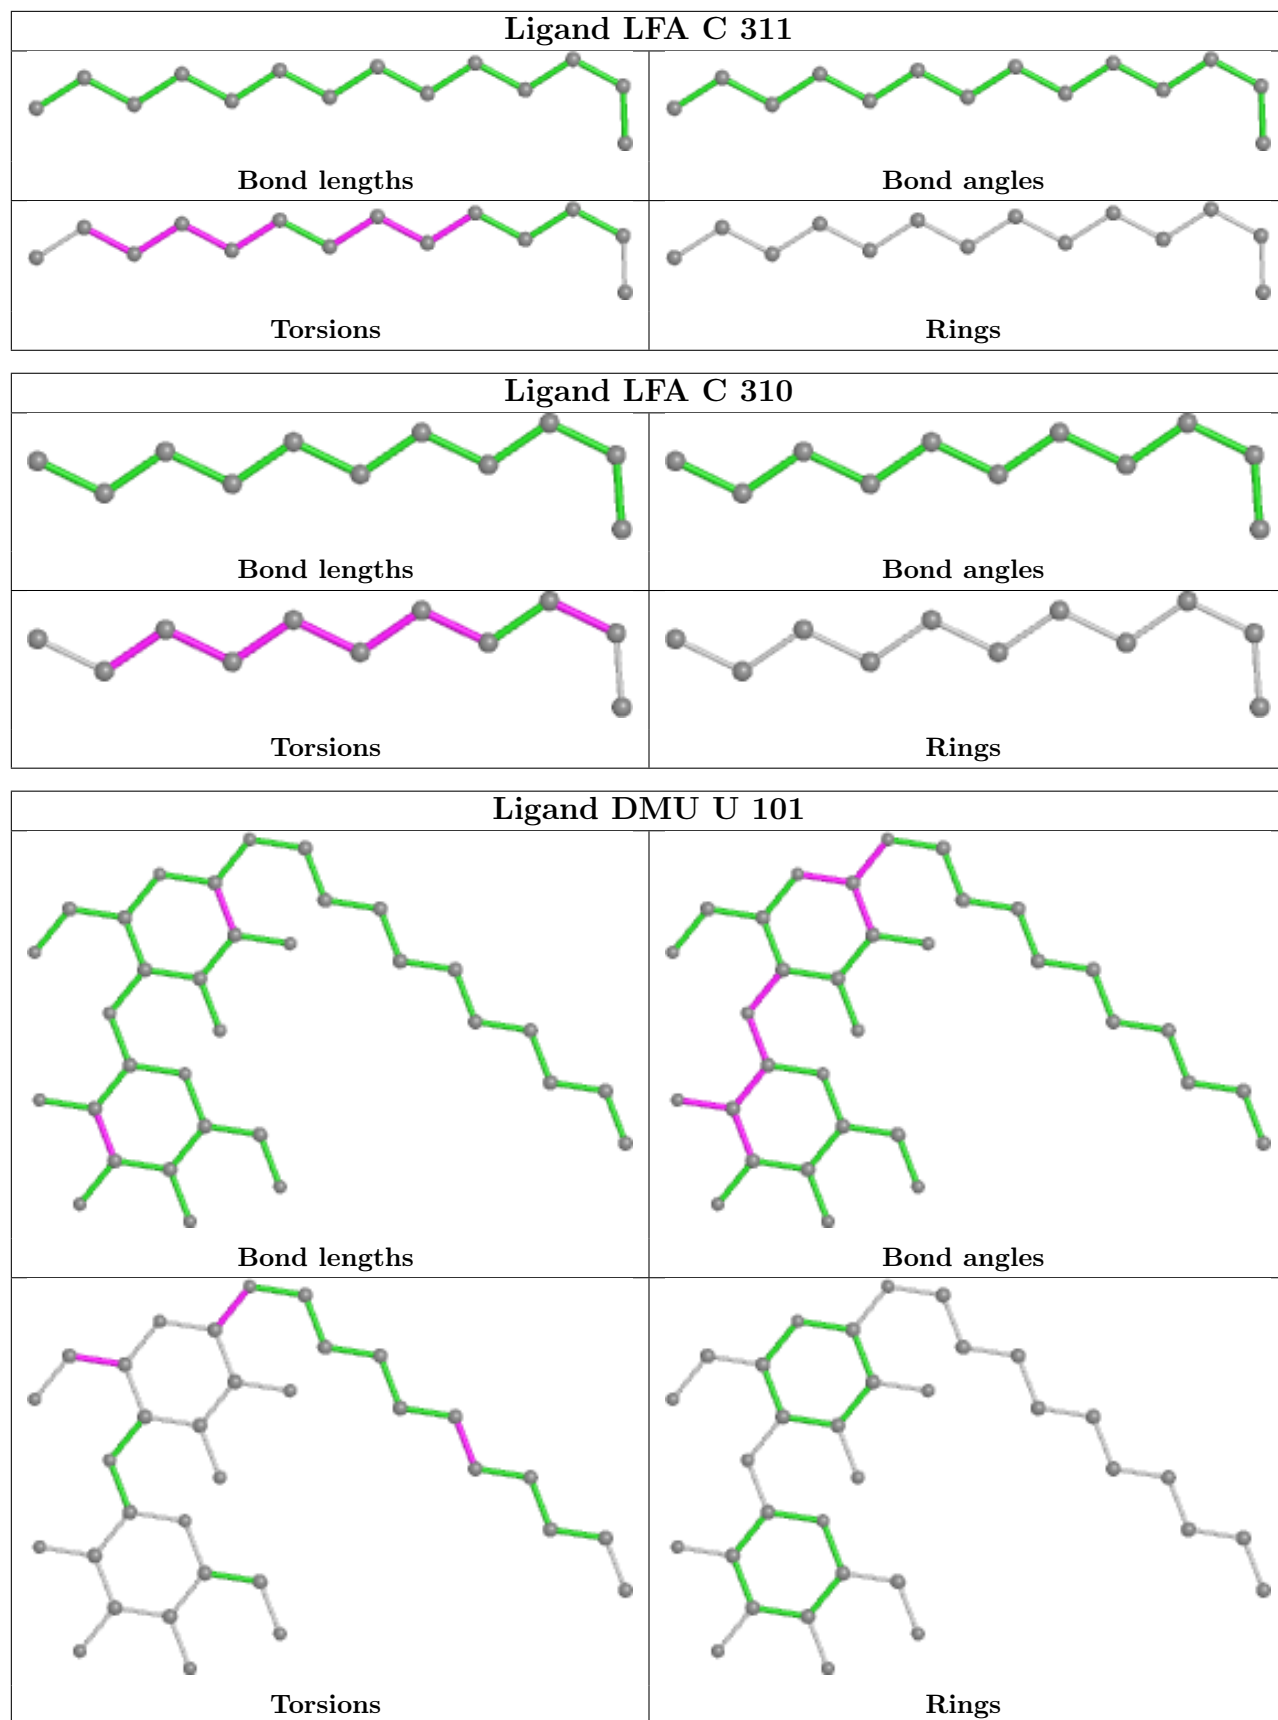 Ligand LFA C 311
Bond lengths
Bond angles
Torsions
Rings
Ligand LFA C 310
Bond lengths
Bond angles
Torsions
Rings
Ligand DMU U 101
Bond lengths
Bond angles
Torsions
Rings